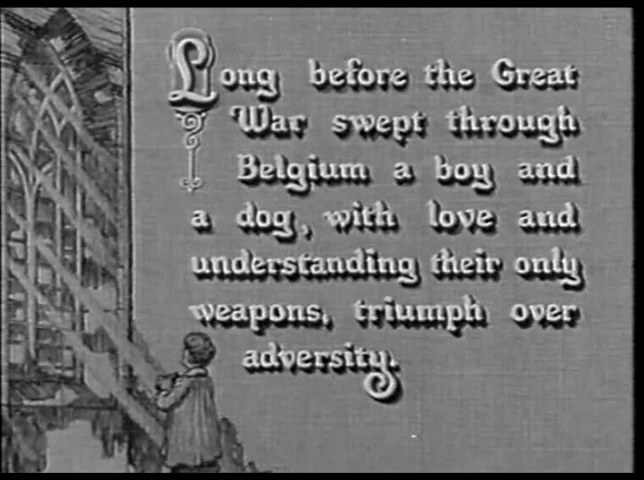 Long before the Great
War swept through
Belgium a boy and
a dog, with love and
understanding their only
weapons, triumph over
adversity.